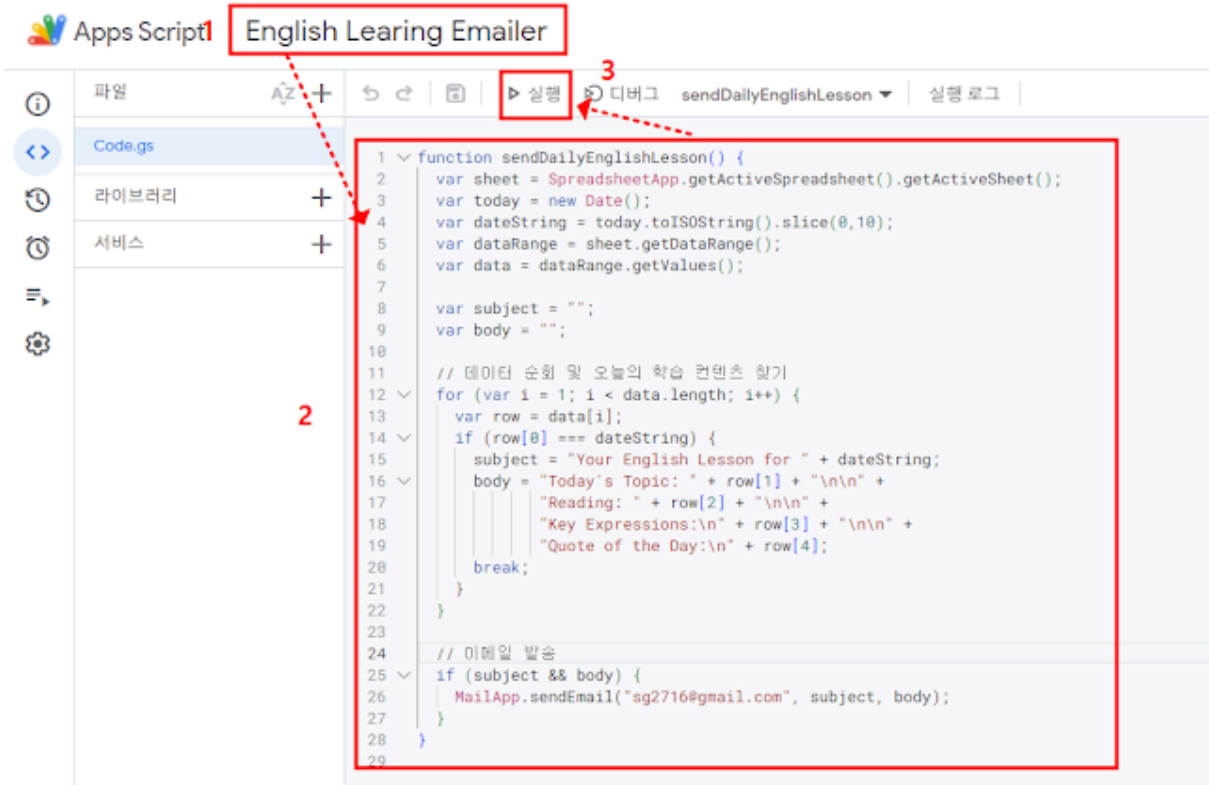 Apps Script 1 English Learing Emailer
파일 AZ
실행 3 디버그 sendDailyEnglishLesson 실행 로그
Code.gs
라이브러리
서비스
2
1 function sendDailyEnglishLesson() {
2 var sheet = SpreadsheetApp.getActiveSpreadsheet().getActiveSheet();
3 var today = new Date();
4 var dateString = today.toISOString().slice(0,10);
5 var dataRange = sheet.getDataRange();
6 var data = dataRange.getValues();
7
8 var subject = "";
9 var body = "";
10
11 // 데이터 순회 및 오늘의 학습 컨텐츠 찾기
12 for (var i = 1; i < data.length; i++) {
13 var row = data[i];
14 if (row[0] === dateString) {
15 subject = "Your English Lesson for " + dateString;
16 body = "Today's Topic: " + row[1] + "\n\n" +
17 "Reading: " + row[2] + "\n\n" +
18 "Key Expressions:\n" + row[3] + "\n\n" +
19 "Quote of the Day:\n" + row[4];
20 break;
21 }
22 }
23
24 // 이메일 발송
25 if (subject && body) {
26 MailApp.sendEmail("sg2716@gmail.com", subject, body);
27 }
28 }
29